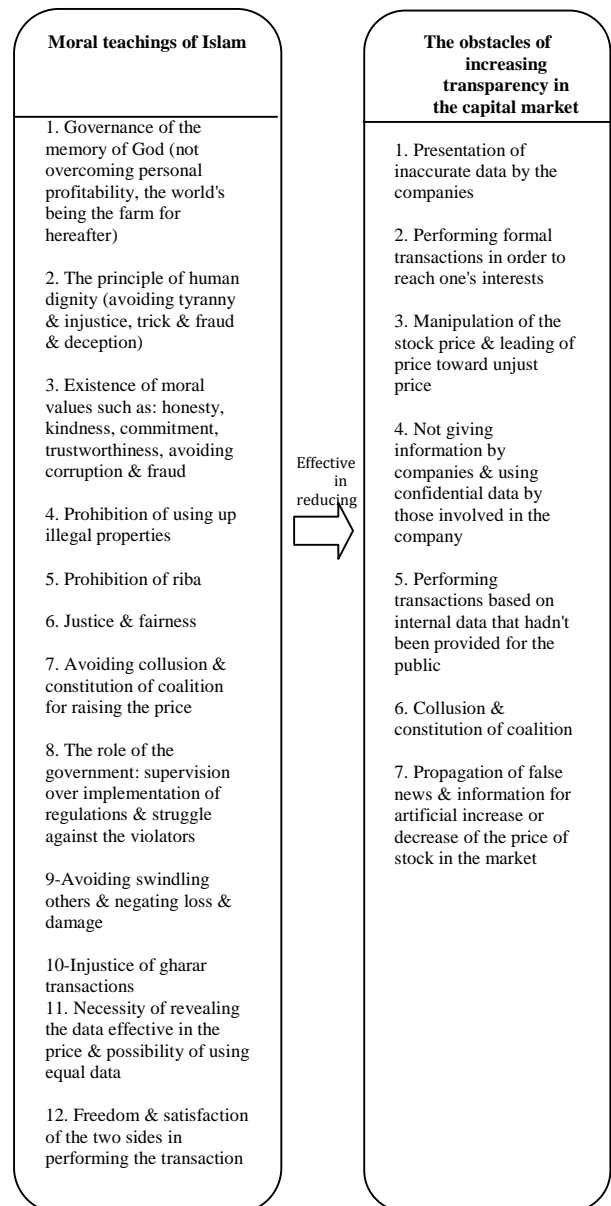 Moral teachings of Islam
1. Governance of the
memory of God (not
overcoming personal
profitability, the world's
being the farm for
hereafter)
2. The principle of human
dignity (avoiding tyranny
& injustice, trick & fraud
& deception)
3. Existence of moral
values such as: honesty,
kindness, commitment,
trustworthiness, avoiding
corruption & fraud
4. Prohibition of using up
illegal properties
5. Prohibition of riba
6. Justice & fairness
7. Avoiding collusion &
constitution of coalition
for raising the price
8. The role of the
government: supervision
over implementation of
regulations & struggle
against the violators
9-Avoiding swindling
others & negating loss &
damage
10-Injustice of gharar
transactions
11. Necessity of revealing
the data effective in the
price & possibility of using
equal data
12. Freedom & satisfaction
of the two sides in
performing the transaction
Effective
in
reducing
The obstacles of
increasing
transparency in
the capital market
1. Presentation of
inaccurate data by the
companies
2. Performing formal
transactions in order to
reach one's interests
3. Manipulation of the
stock price & leading of
price toward unjust
price
4. Not giving
information by
companies & using
confidential data by
those involved in the
company
5. Performing
transactions based on
internal data that hadn't
been provided for the
public
6. Collusion &
constitution of coalition
7. Propagation of false
news & information for
artificial increase or
decrease of the price of
stock in the market